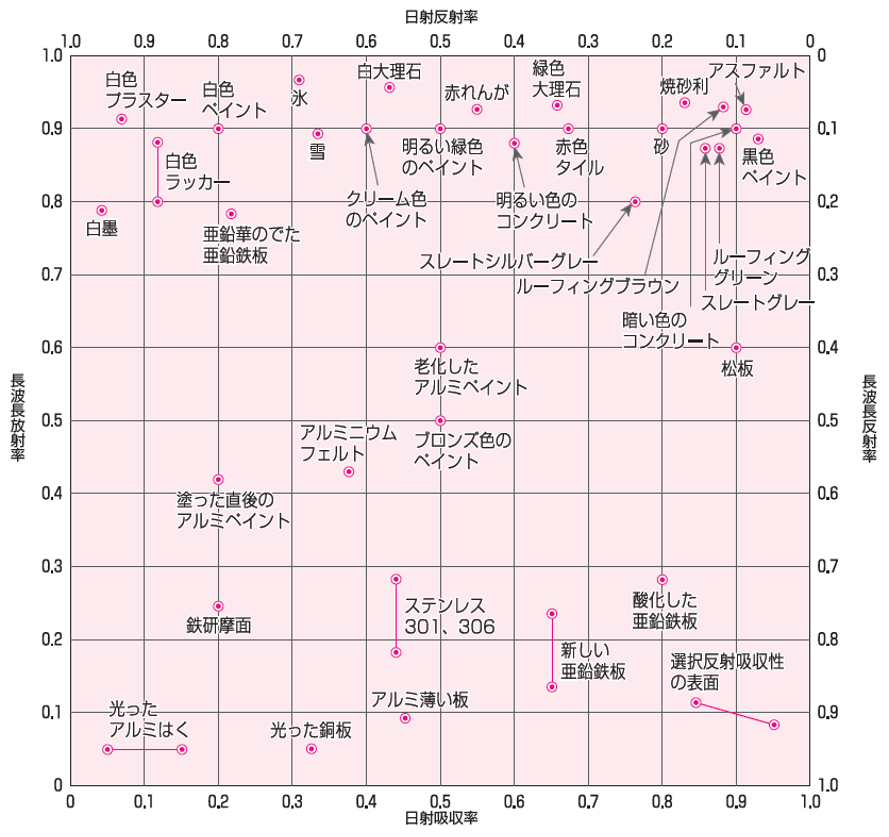 日射反射率
1.0
0.9
0.8
0.7
0.6
0.5
0.4
0.3
0.2
0.1
0
白色
プラスター
白色
ペイント
氷
白大理石
赤れんが
緑色
大理石
焼砂利
アスファルト
雪
明るい緑色
のペイント
赤色
タイル
砂
黒色
ペイント
白色
ラッカー
クリーム色
のペイント
明るい色の
コンクリート
白墨
亜鉛華のでた
亜鉛鉄板
スレートシルバーグレー
ルーフィングブラウン
ルーフィング
グリーン
スレートグレー
暗い色の
コンクリート
老化した
アルミペイント
松板
アルミニウム
フェルト
ブロンズ色の
ペイント
塗った直後の
アルミペイント
鉄研摩面
ステンレス
301、306
酸化した
亜鉛鉄板
新しい
亜鉛鉄板
選択反射吸収性
の表面
光った
アルミはく
光った銅板
アルミ薄い板
長波長放射率
1.0
0.9
0.8
0.7
0.6
0.5
0.4
0.3
0.2
0.1
0
長波長反射率
0
0.1
0.2
0.3
0.4
0.5
0.6
0.7
0.8
0.9
1.0
0
0.1
0.2
0.3
0.4
0.5
0.6
0.7
0.8
0.9
1.0
日射吸収率